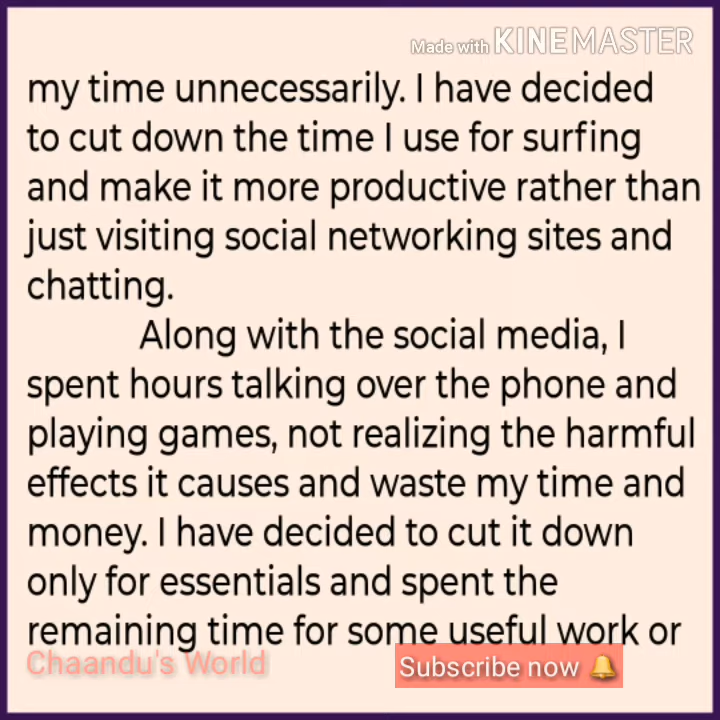 Made with KINEMASTER
my time unnecessarily. I have decided
to cut down the time I use for surfing
and make it more productive rather than
just visiting social networking sites and
chatting.
Along with the social media, I
spent hours talking over the phone and
playing games, not realizing the harmful
effects it causes and waste my time and
money. I have decided to cut it down
only for essentials and spent the
remaining time for some useful work or
Chaandu's World
Subscribe now 🔔